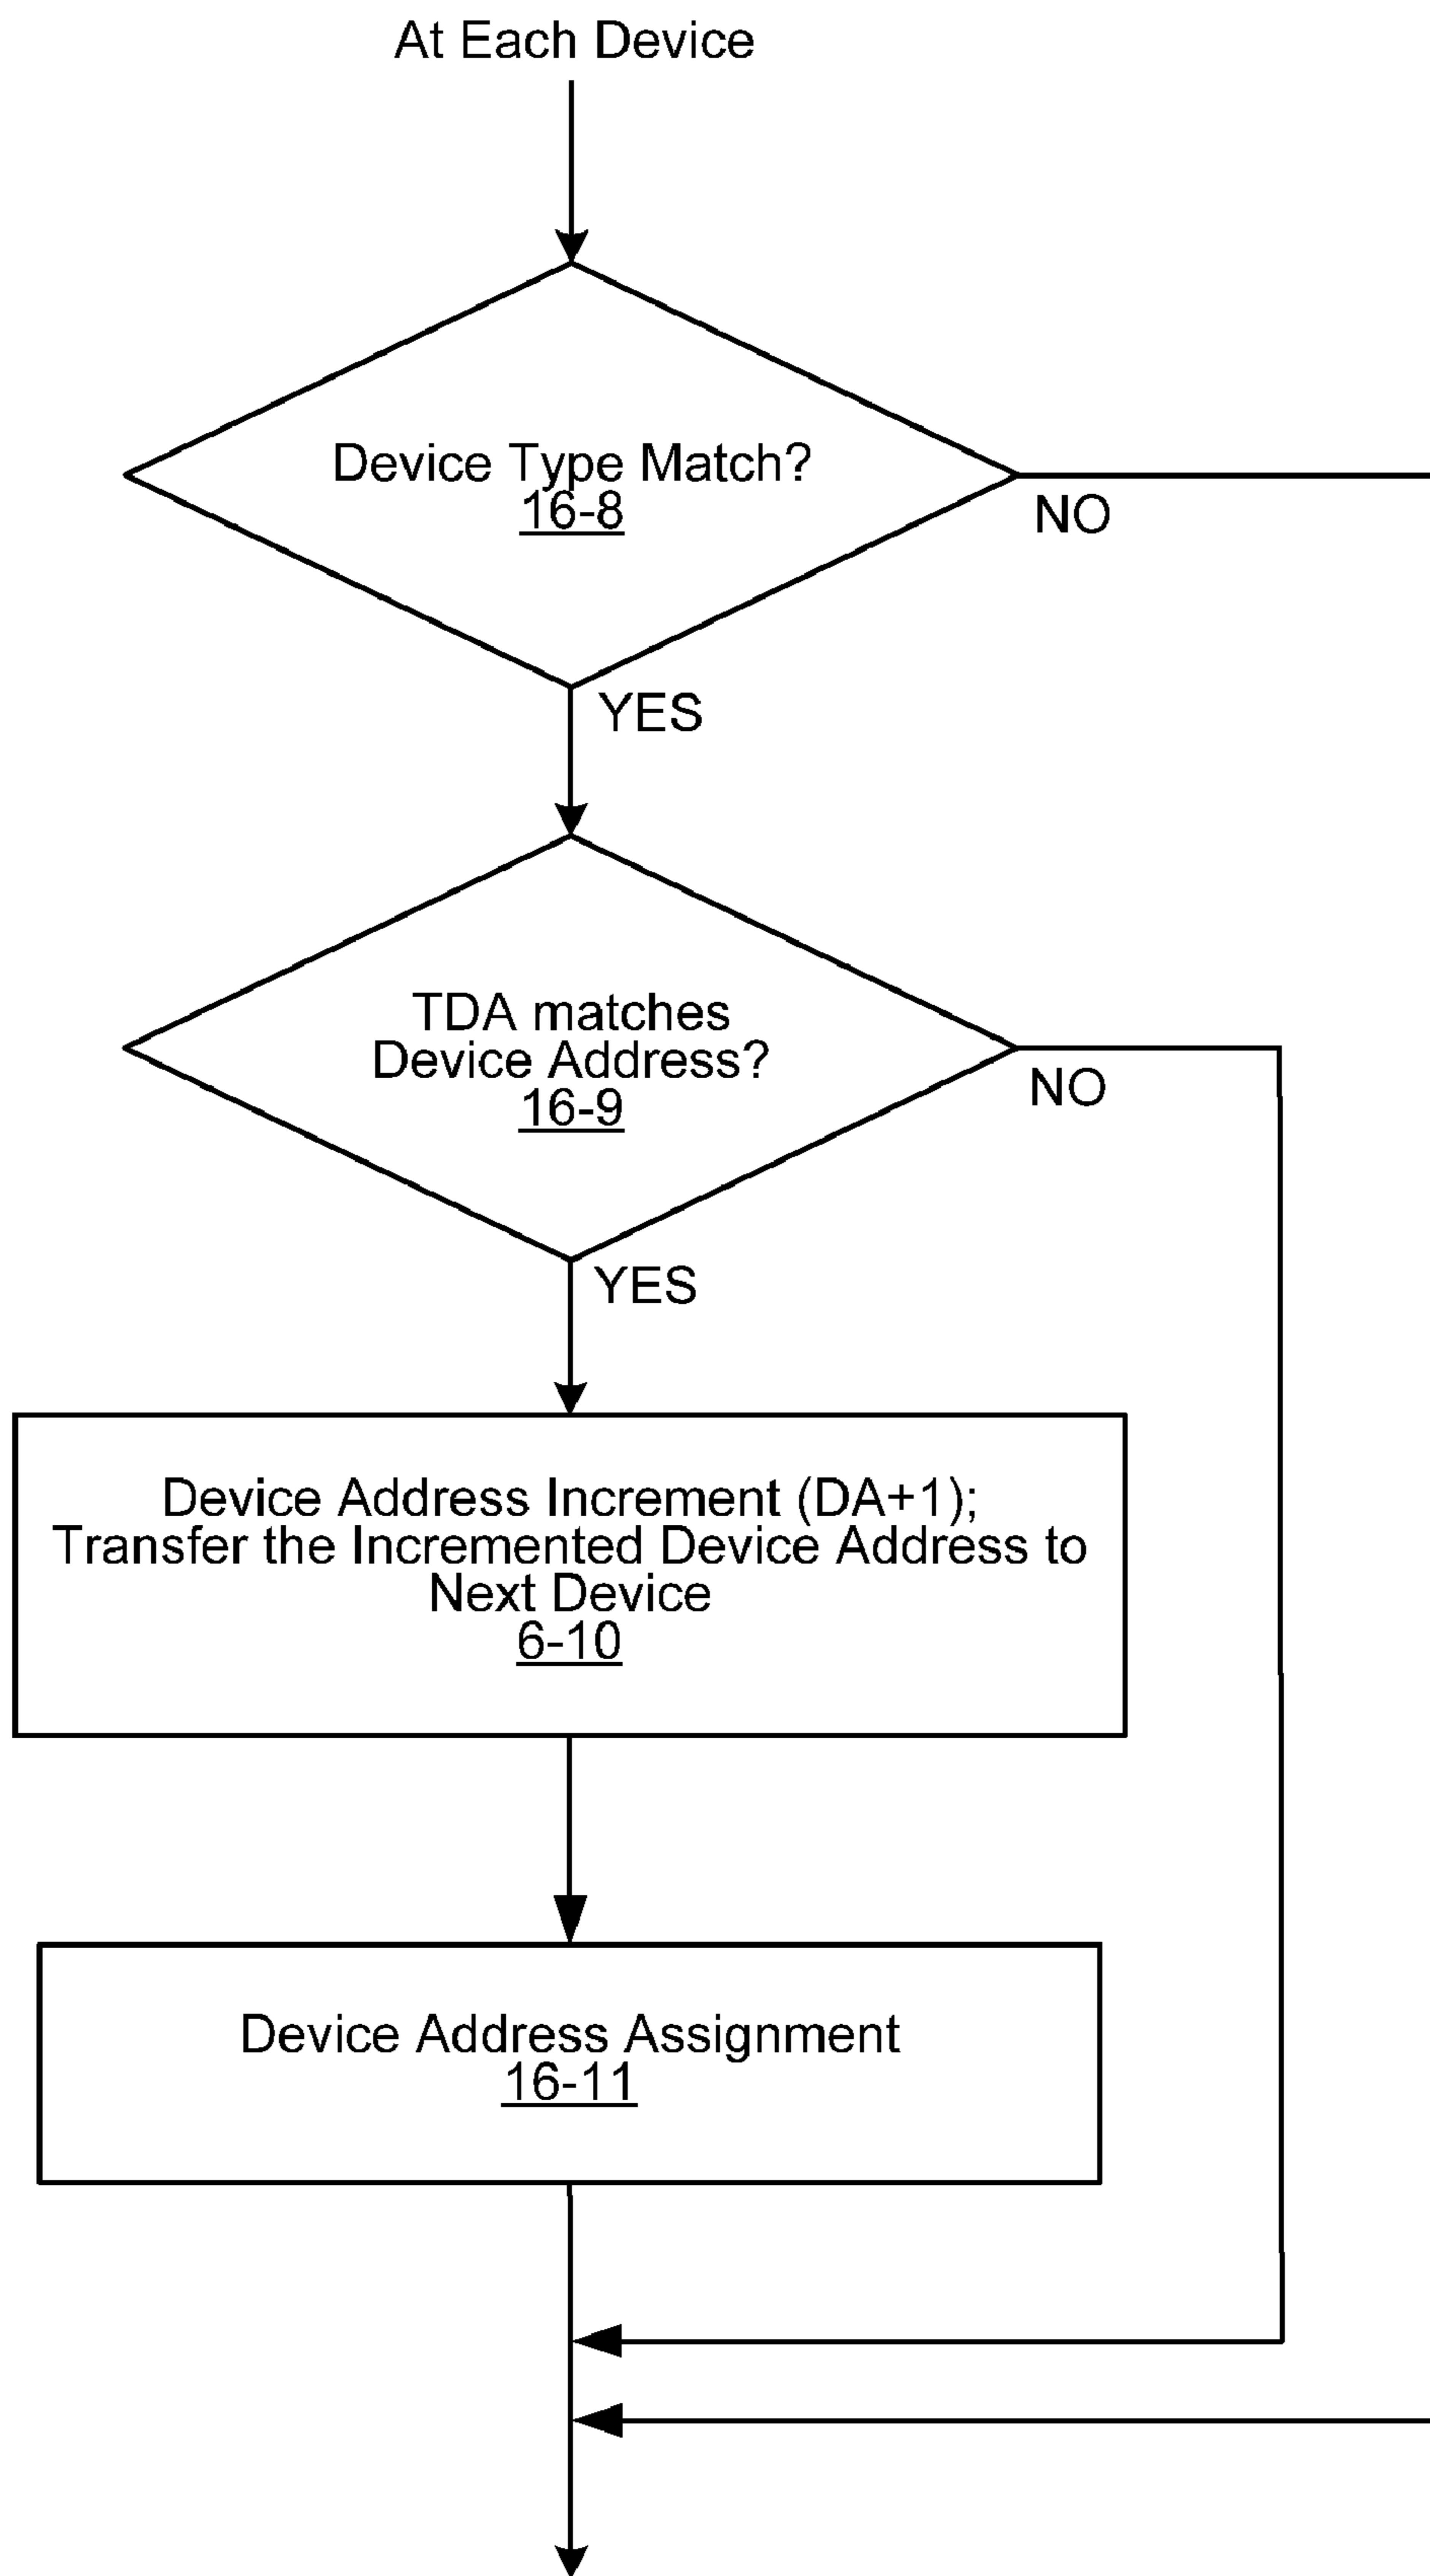 At Each Device
Device Type Match?
16-8
NO
YES
TDA matches
Device Address?
16-9
NO
YES
Device Address Increment (DA+1);
Transfer the Incremented Device Address to
Next Device
6-10
Device Address Assignment
16-11